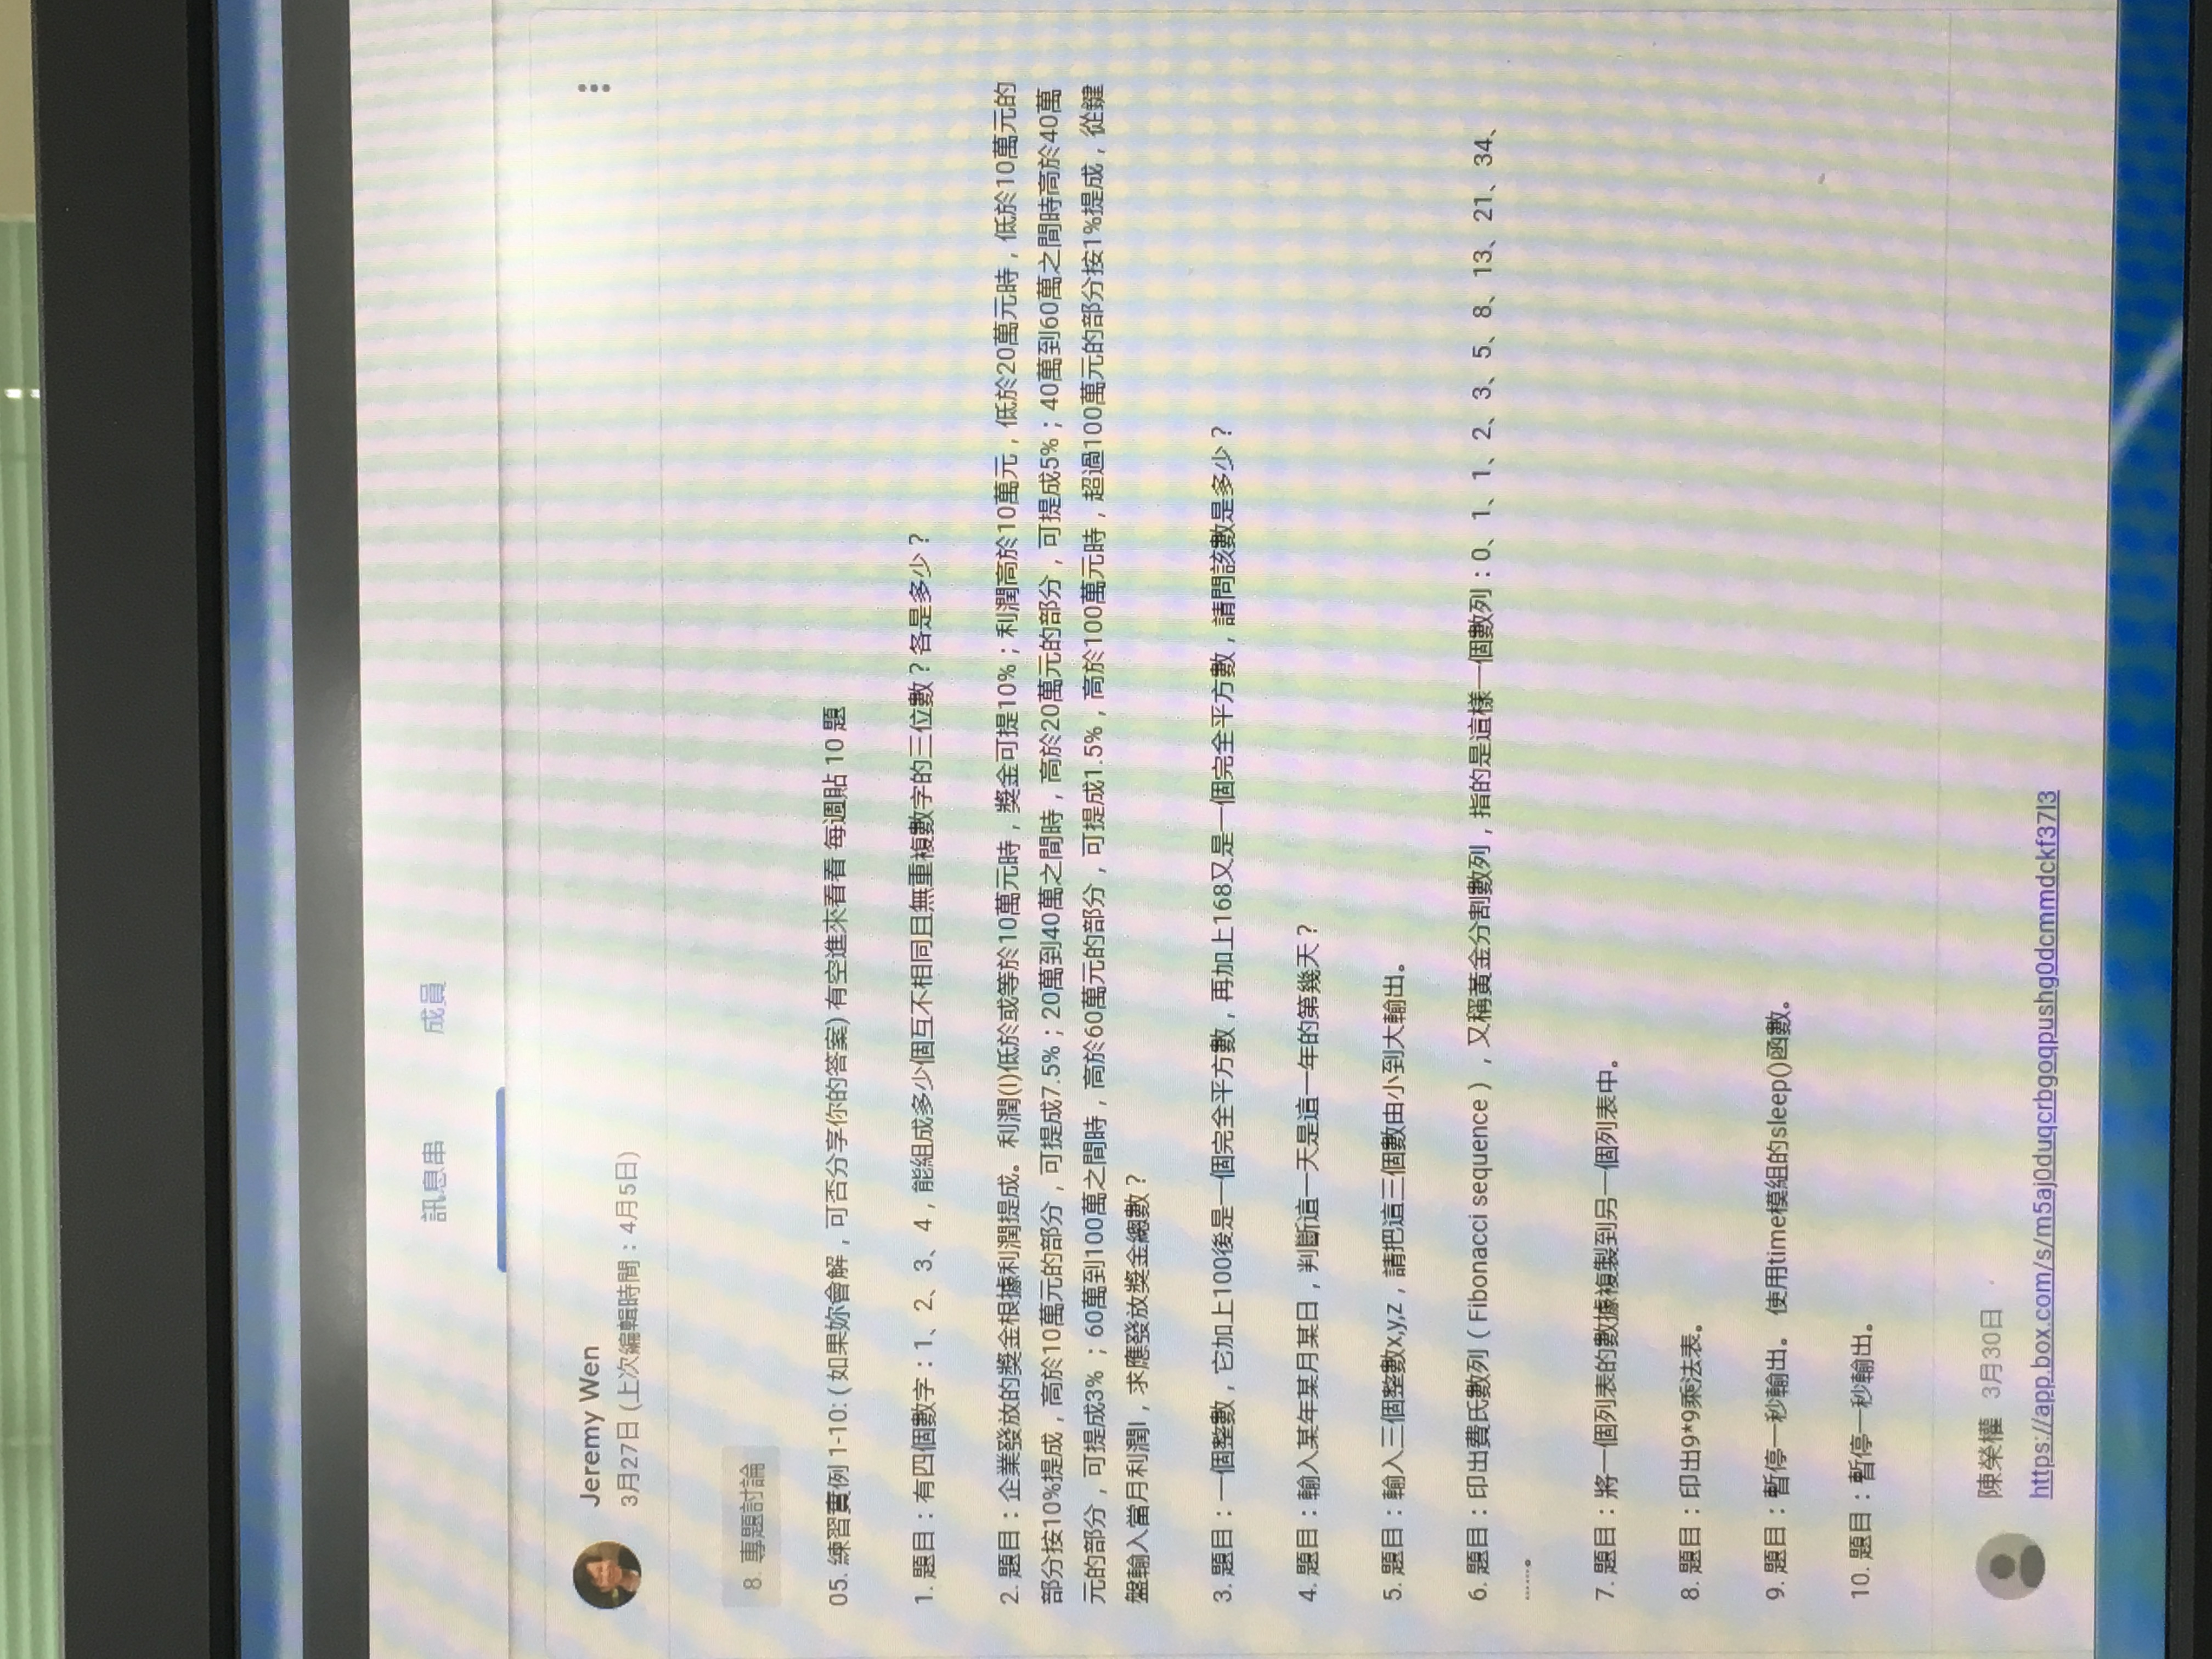 訊息串 成員
Jeremy Wen
3月27日 (上次編輯時間：4月5日)
8. 專題討論
05. 練習實例 1-10: ( 如果妳會解，可否分享你的答案) 有空進來看看 每週貼 10 題
1. 題目：有四個數字：1、2、3、4，能組成多少個互不相同且無重複數字的三位數？各是多少？
2. 題目：企業發放的獎金根據利潤提成。利潤(I)低於或等於10萬元時，獎金可提10%；利潤高於10萬元，低於20萬元時，低於10萬元的
部分按10%提成，高於10萬元的部分，可提成7.5%；20萬到40萬之間時，高於20萬元的部分，可提成5%；40萬到60萬之間時高於40萬
元的部分，可提成3% ；60萬到100萬之間時，高於60萬元的部分，可提成1.5%，高於100萬元時，超過100萬元的部分按1%提成，從鍵
盤輸入當月利潤I，求應發放獎金總數？
3. 題目：一個整數，它加上100後是一個完全平方數，再加上168又是一個完全平方數，請問該數是多少？
4. 題目：輸入某年某月某日，判斷這一天是這一年的第幾天？
5. 題目：輸入三個整數x,y,z，請把這三個數由小到大輸出。
6. 題目：印出費氏數列（Fibonacci sequence），又稱黃金分割數列，指的是這樣一個數列：0、1、1、2、3、5、8、13、21、34、
……。
7. 題目：將一個列表的數據複製到另一個列表中。
8. 題目：印出9*9乘法表。
9. 題目：暫停一秒輸出。 使用time模組的sleep()函數。
10. 題目：暫停一秒輸出。
陳榮權 3月30日
https://app.box.com/s/m5aj0duqcrbgoqpushg0dcmmdckf37l3